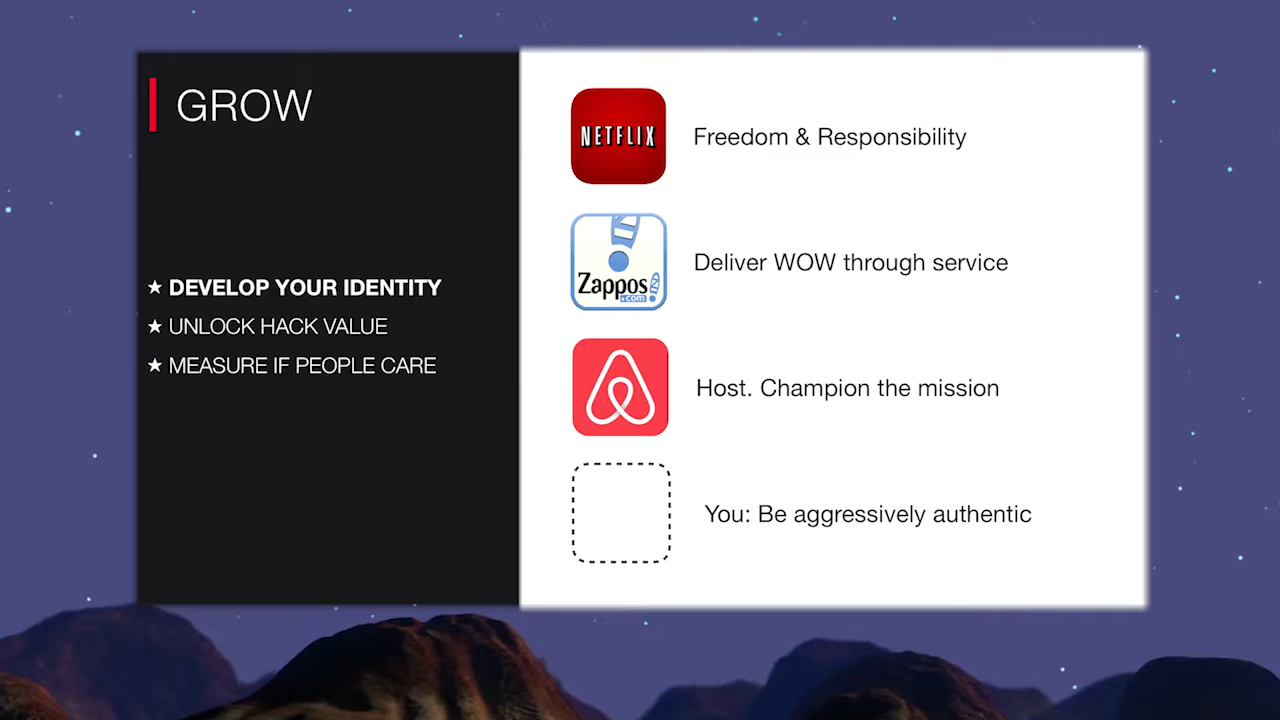 GROW
★ DEVELOP YOUR IDENTITY
★ UNLOCK HACK VALUE
★ MEASURE IF PEOPLE CARE
NETFLIX
Freedom & Responsibility
Zappos
.com
Deliver WOW through service
Host. Champion the mission
You: Be aggressively authentic